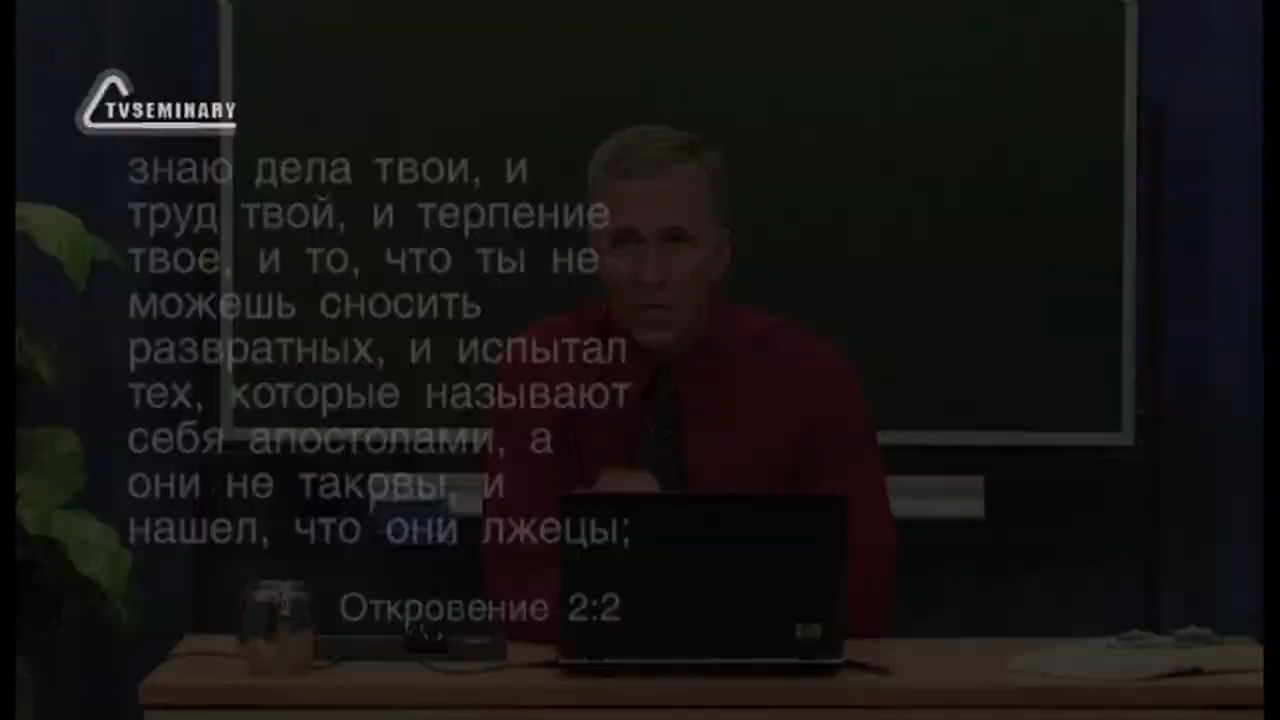 TVSEMINARY
знаю дела твои, и
труд твой, и терпение
твое, и то, что ты не
можешь сносить
развратных, и испытал
тех, которые называют
себя апостолами, а
они не таковы, и
нашел, что они лжецы;
Откровение 2:2